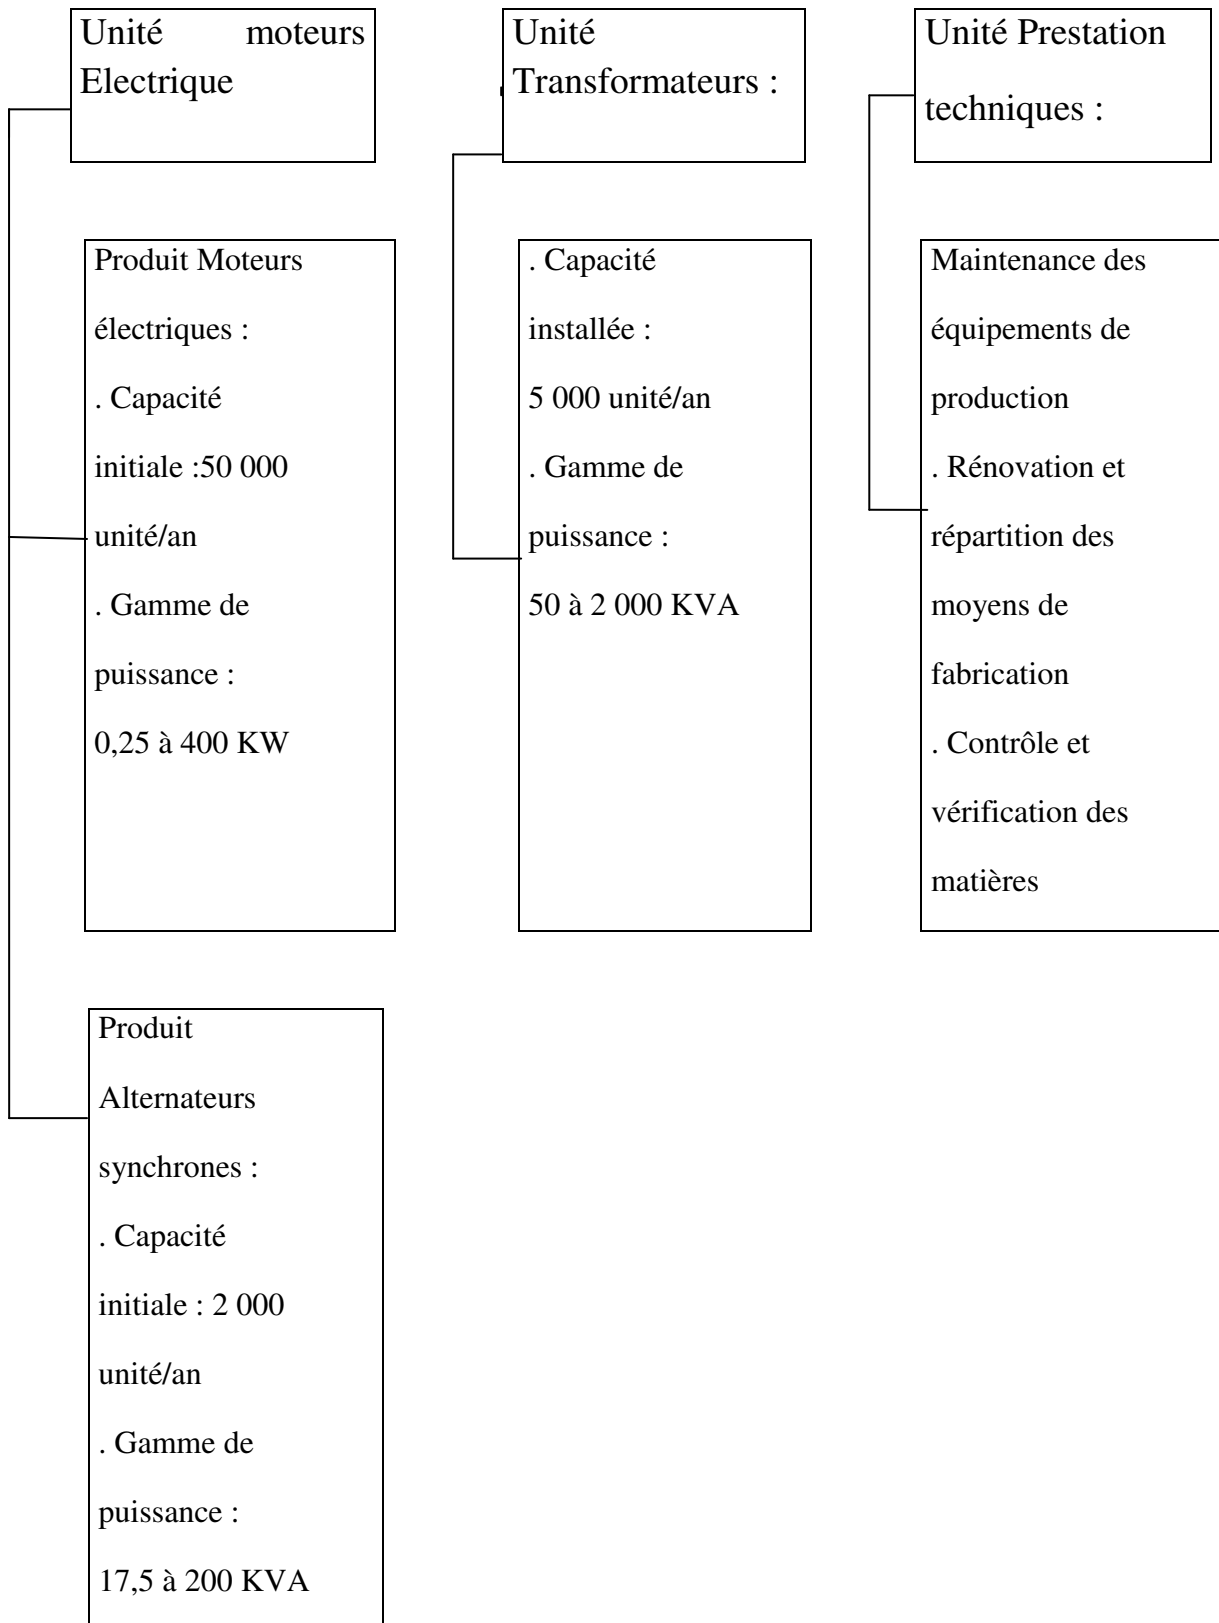 Unité moteurs
Electrique
Unité
Transformateurs :
Unité Prestation
techniques :
Produit Moteurs
électriques :
. Capacité
initiale :50 000
unité/an
. Gamme de
puissance :
0,25 à 400 KW
. Capacité
installée :
5 000 unité/an
. Gamme de
puissance :
50 à 2 000 KVA
Maintenance des
équipements de
production
. Rénovation et
répartition des
moyens de
fabrication
. Contrôle et
vérification des
matières
Produit
Alternateurs
synchrones :
. Capacité
initiale : 2 000
unité/an
. Gamme de
puissance :
17,5 à 200 KVA